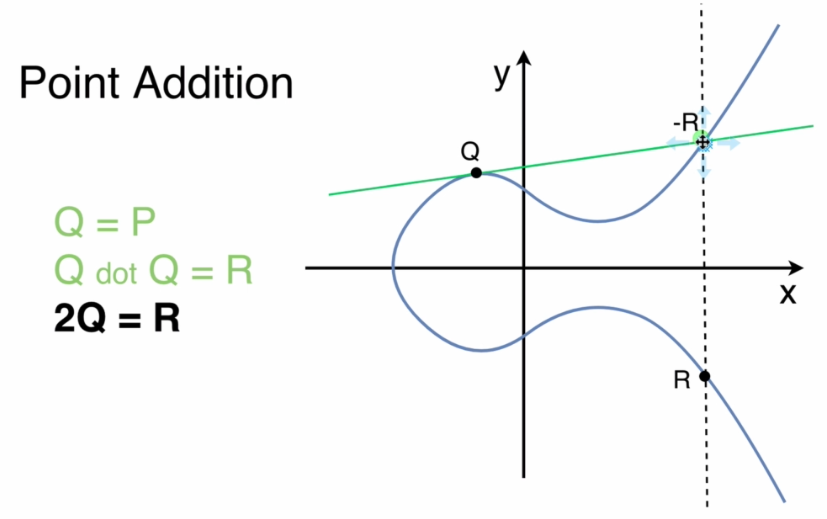 Point Addition
y
-R
Q
Q = P
Q dot Q = R
2Q = R
x
R